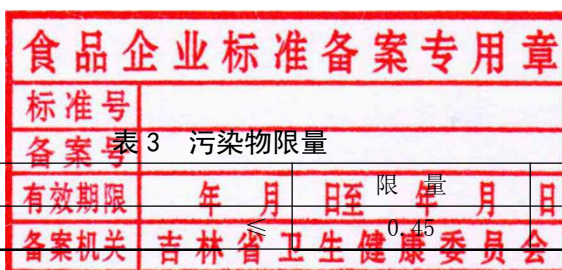 食品企业标准备案专用章
标准号
备案号
表 3 污染物限量
有效期限 年 月 日至 年 月 日
限 量
≤ 0.45
备案机关 吉林省卫生健康委员会